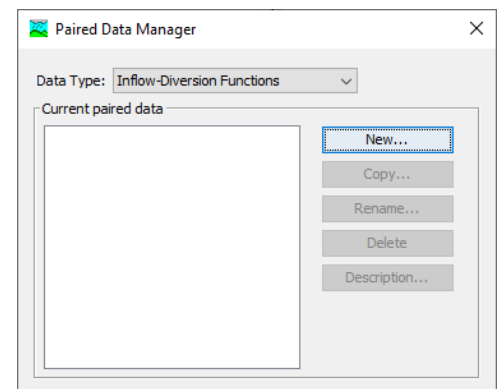 Paired Data Manager
Data Type: Inflow-Diversion Functions
Current paired data
New...
Copy...
Rename...
Delete
Description...